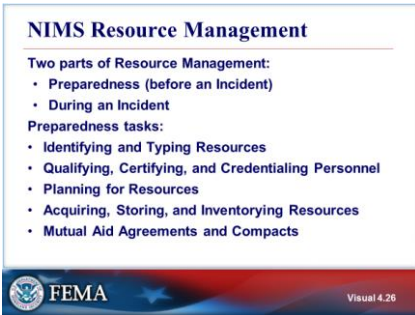 NIMS Resource Management
Two parts of Resource Management:
• Preparedness (before an Incident)
• During an Incident
Preparedness tasks:
• Identifying and Typing Resources
• Qualifying, Certifying, and Credentialing Personnel
• Planning for Resources
• Acquiring, Storing, and Inventorying Resources
• Mutual Aid Agreements and Compacts
FEMA
Visual 4.26